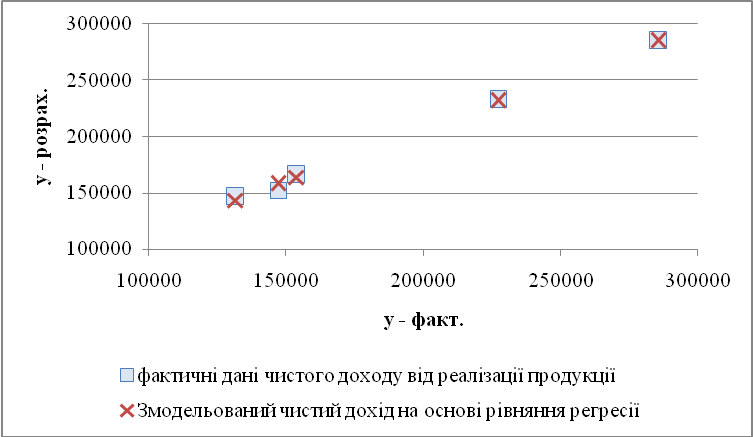 300000
250000
200000
150000
100000
у - розрах.
100000 150000 200000 250000 300000
у - факт.
фактичні дані чистого доходу від реалізації продукції
Змодельований чистий дохід на основі рівняння регресії